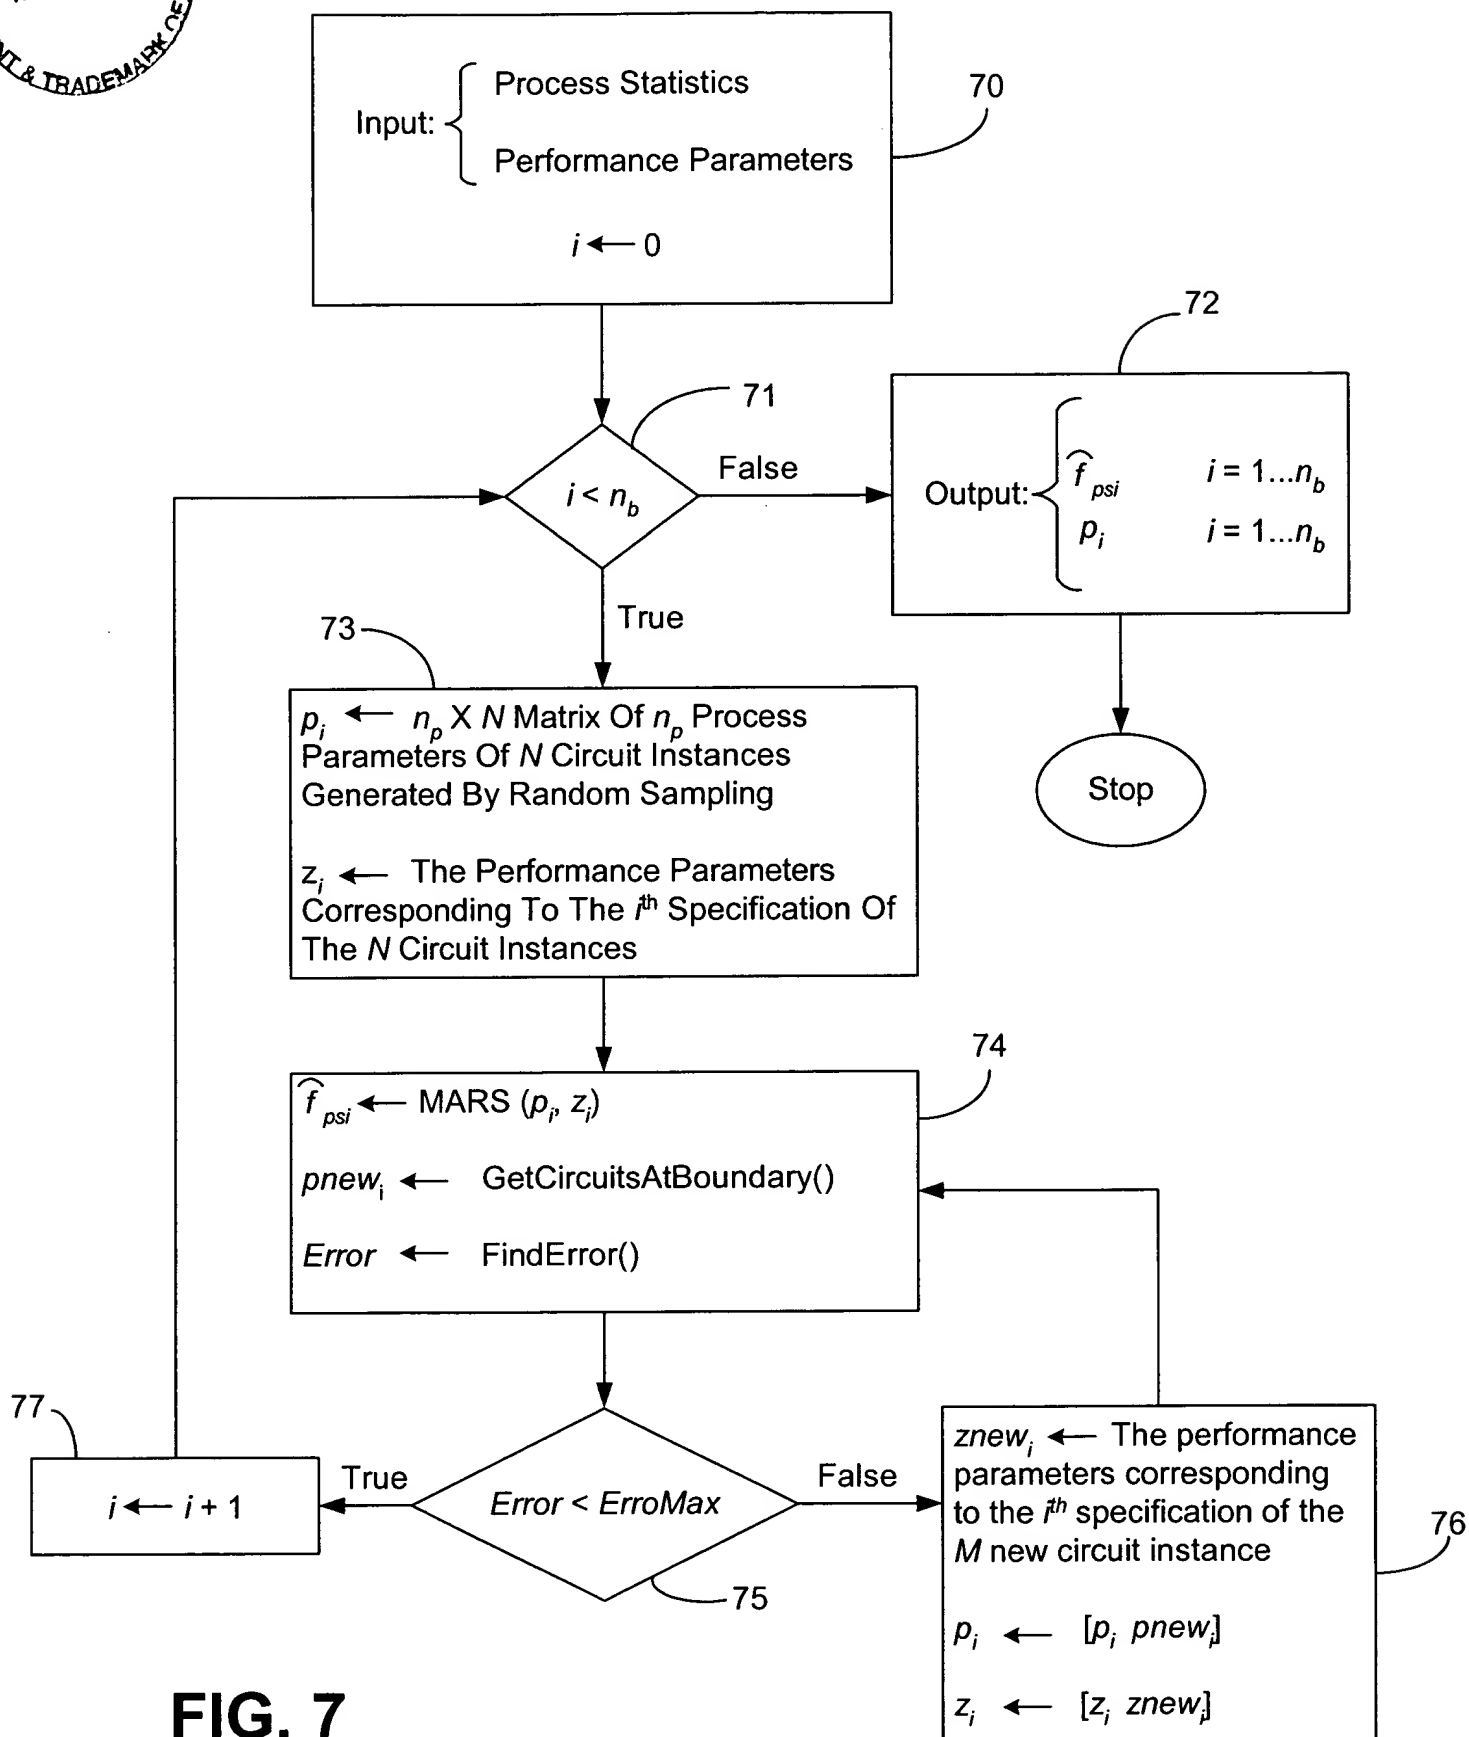 NT & TRADEMARK OF
Input:
Process Statistics
Performance Parameters
i ← 0
70
71
i < n_b
False
True
72
Output:
f̂_psi i = 1...n_b
p_i i = 1...n_b
Stop
73
p_i ← n_p X N Matrix Of n_p Process
Parameters Of N Circuit Instances
Generated By Random Sampling
z_i ← The Performance Parameters
Corresponding To The i^th Specification Of
The N Circuit Instances
74
f̂_psi ← MARS (p_i, z_i)
pnew_i ← GetCircuitsAtBoundary()
Error ← FindError()
77
i ← i + 1
True
Error < ErroMax
False
75
76
znew_i ← The performance
parameters corresponding
to the i^th specification of the
M new circuit instance
p_i ← [p_i pnew_i]
z_i ← [z_i znew_i]
FIG. 7